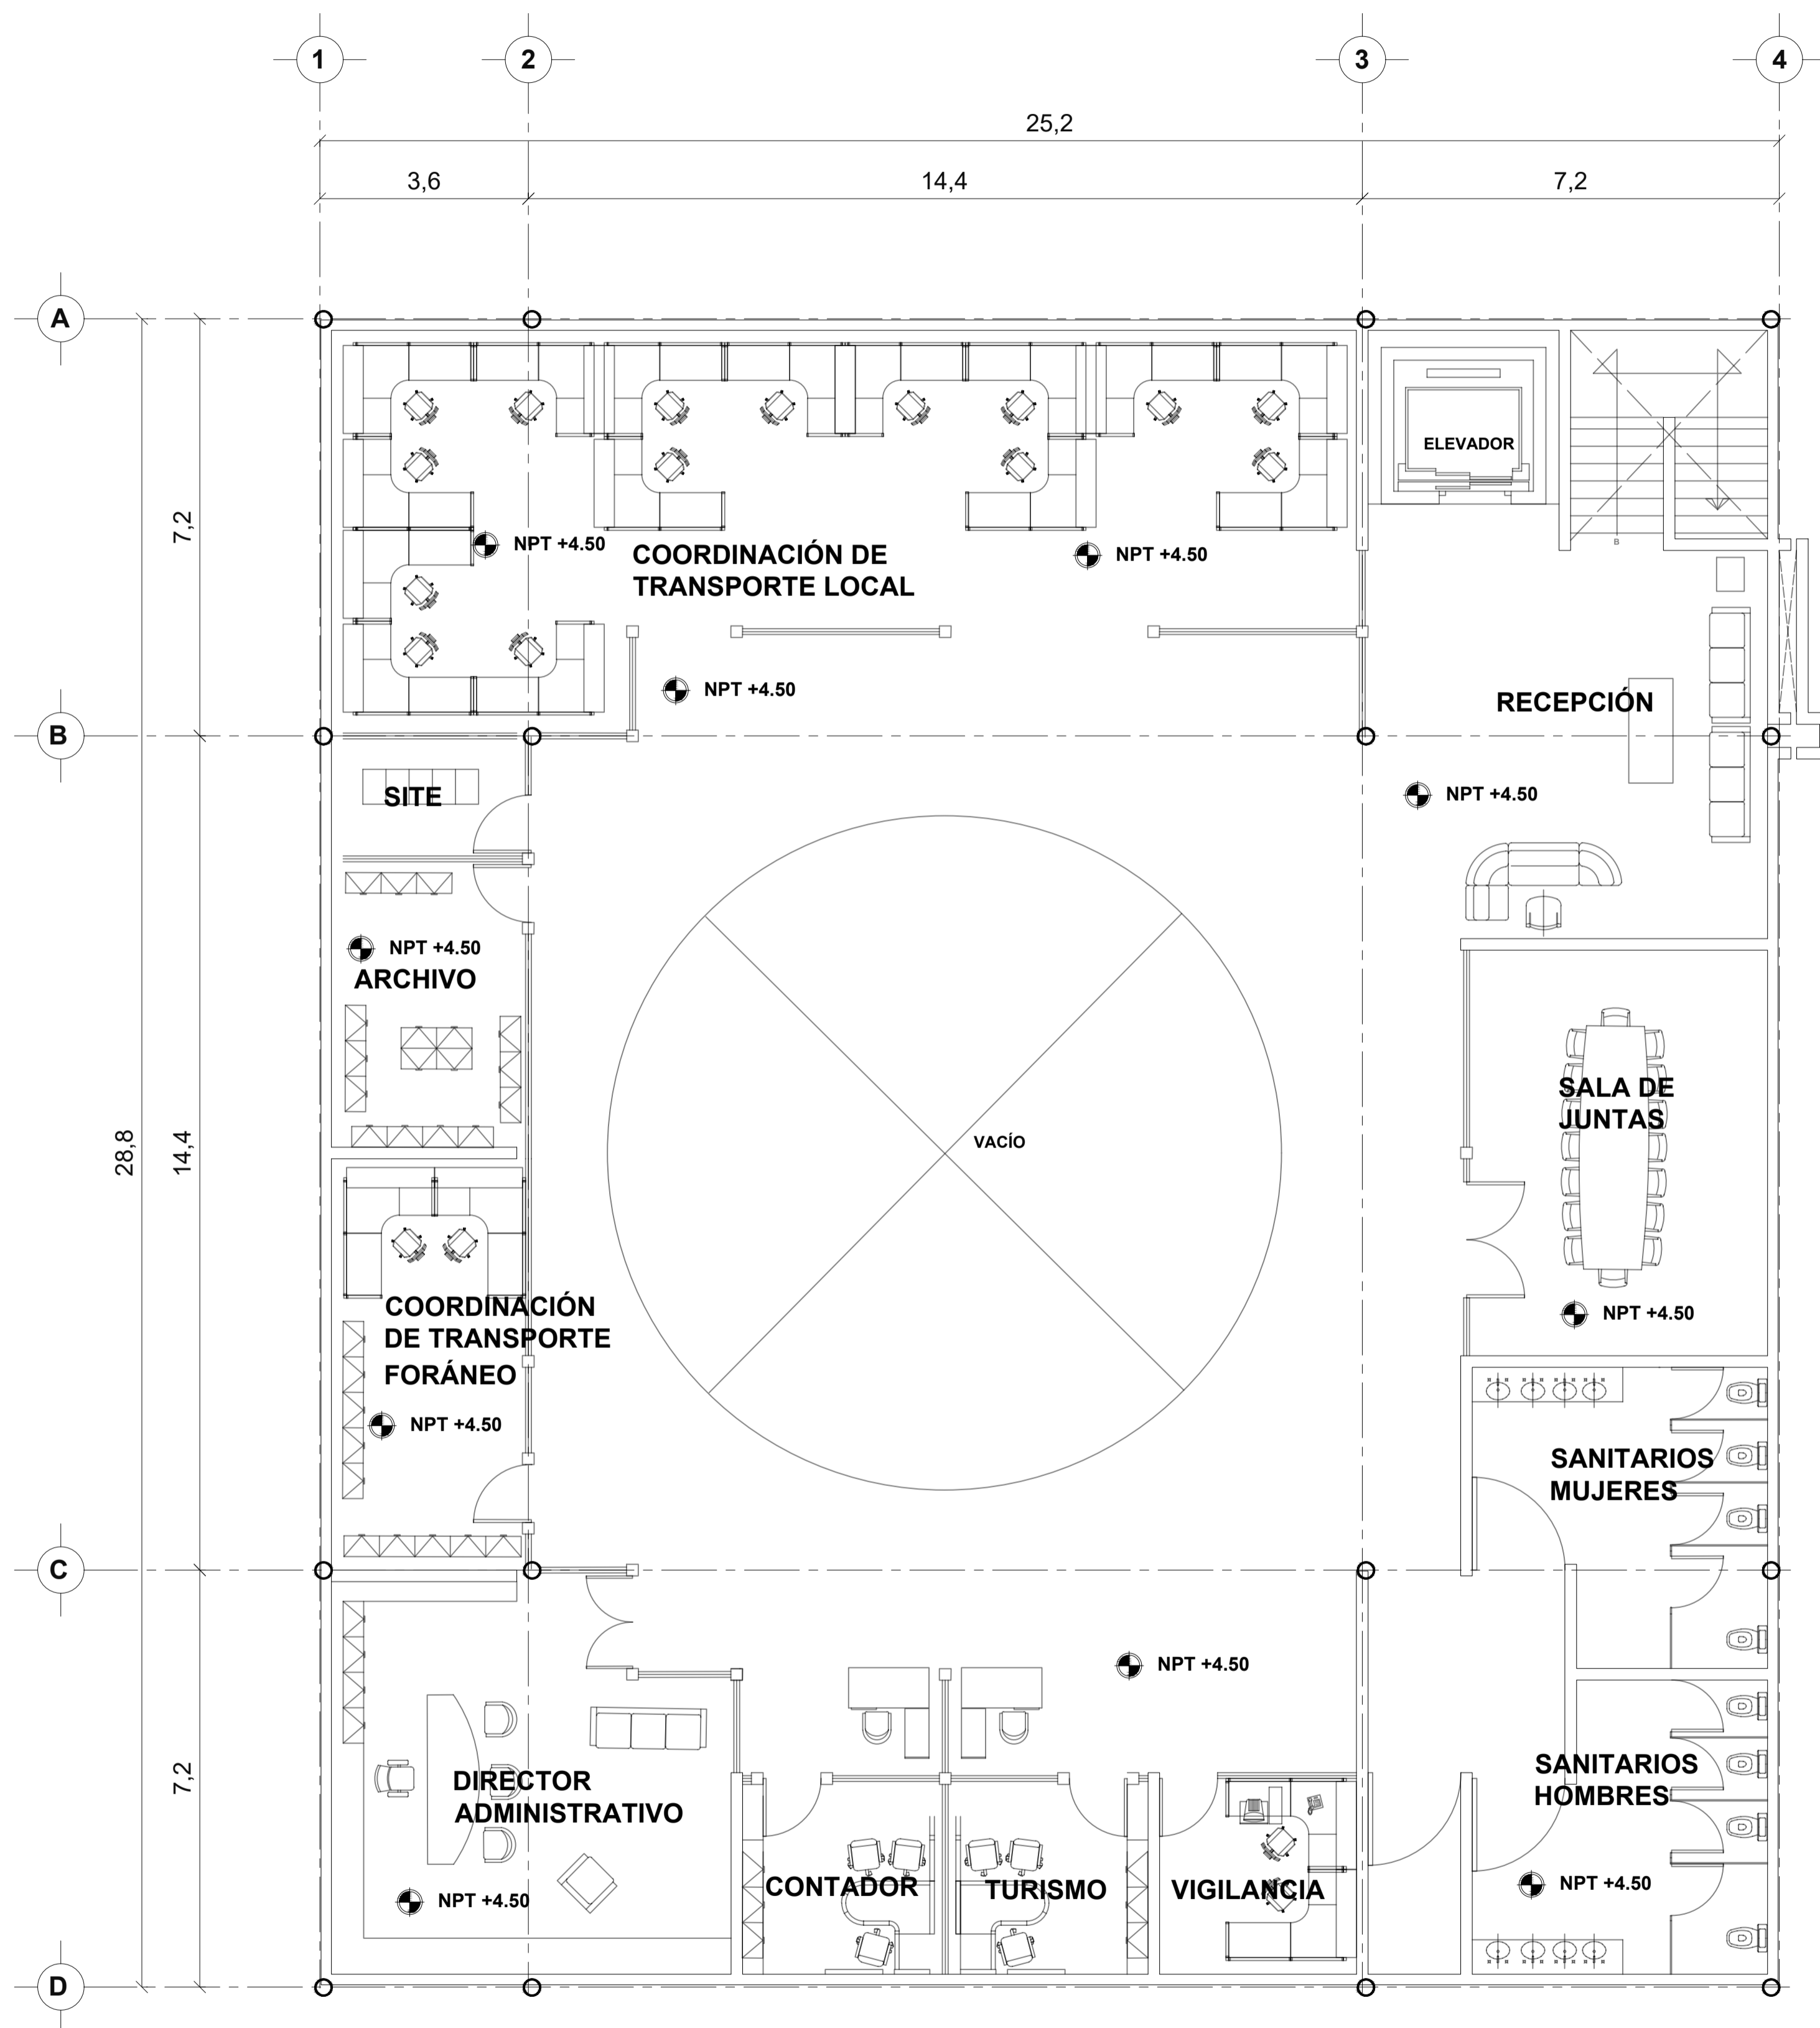 1
2
3
4
25,2
3,6
14,4
7,2
A
ELEVADOR
7,2
B
NPT +4.50
COORDINACIÓN DE
TRANSPORTE LOCAL
NPT +4.50
NPT +4.50
RECEPCIÓN
B
SITE
NPT +4.50
NPT +4.50
ARCHIVO
SALA DE
JUNTAS
28,8
14,4
VACÍO
COORDINACIÓN
DE TRANSPORTE
FORÁNEO
NPT +4.50
NPT +4.50
SANITARIOS
MUJERES
C
NPT +4.50
7,2
DIRECTOR
ADMINISTRATIVO
SANITARIOS
HOMBRES
CONTADOR
TURISMO
VIGILANCIA
NPT +4.50
NPT +4.50
D